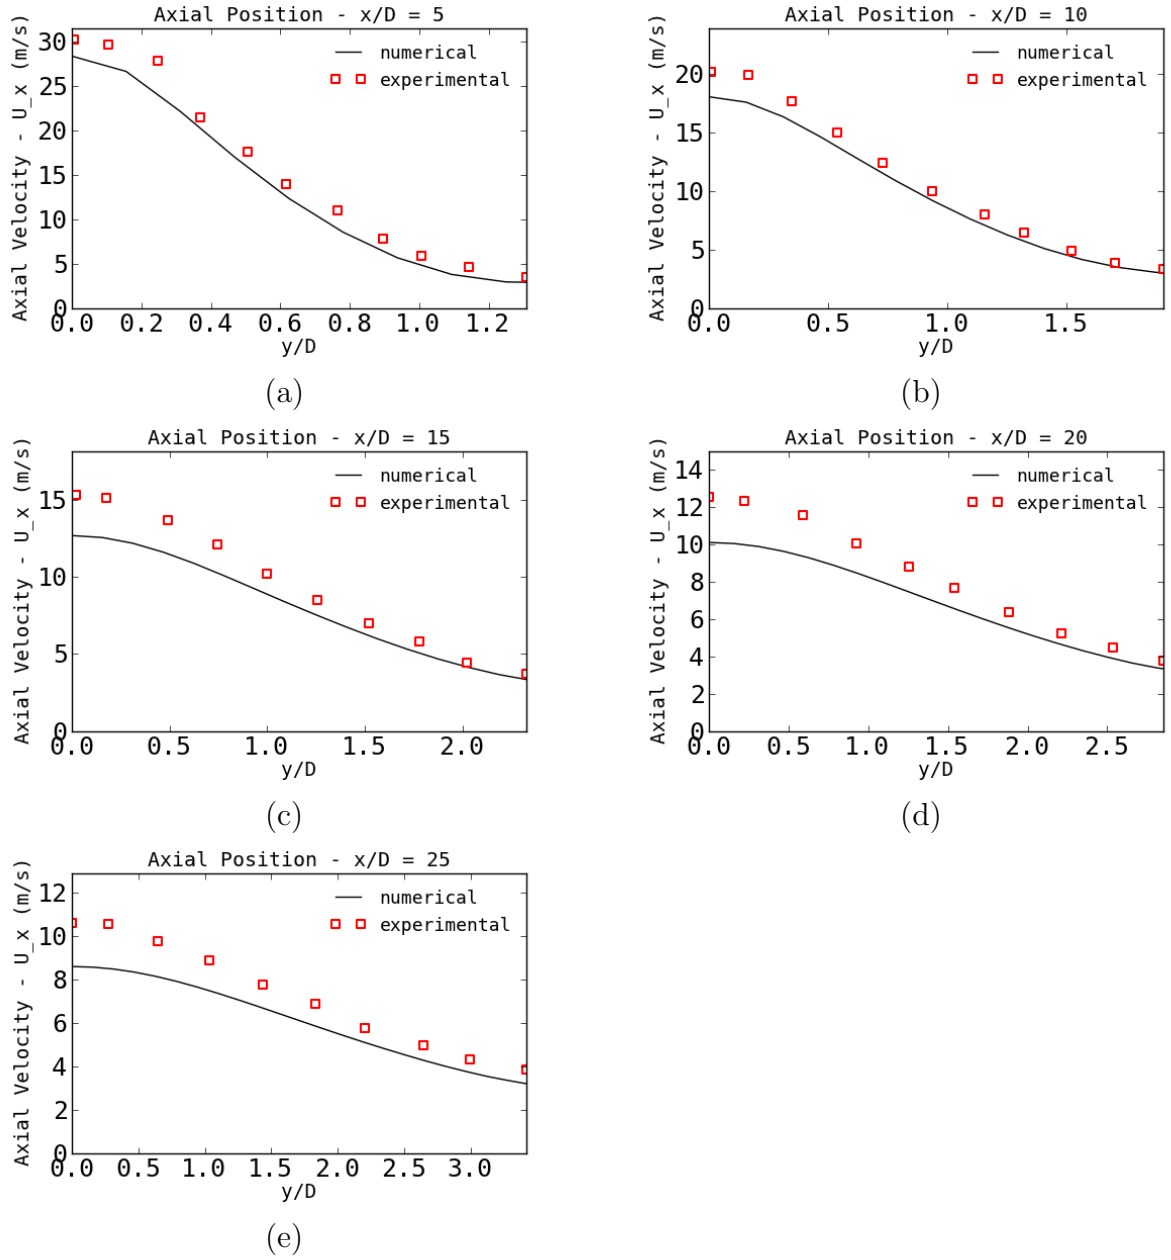 Axial Position - x/D = 5
Axial Velocity - U_x (m/s)
30
25
20
15
10
5
0
numerical
experimental
0.0 0.2 0.4 0.6 0.8 1.0 1.2
y/D
(a)
Axial Position - x/D = 10
Axial Velocity - U_x (m/s)
20
15
10
5
0
numerical
experimental
0.0 0.5 1.0 1.5
y/D
(b)
Axial Position - x/D = 15
Axial Velocity - U_x (m/s)
15
10
5
0
numerical
experimental
0.0 0.5 1.0 1.5 2.0
y/D
(c)
Axial Position - x/D = 20
Axial Velocity - U_x (m/s)
14
12
10
8
6
4
2
0
numerical
experimental
0.0 0.5 1.0 1.5 2.0 2.5
y/D
(d)
Axial Position - x/D = 25
Axial Velocity - U_x (m/s)
12
10
8
6
4
2
0
numerical
experimental
0.0 0.5 1.0 1.5 2.0 2.5 3.0
y/D
(e)